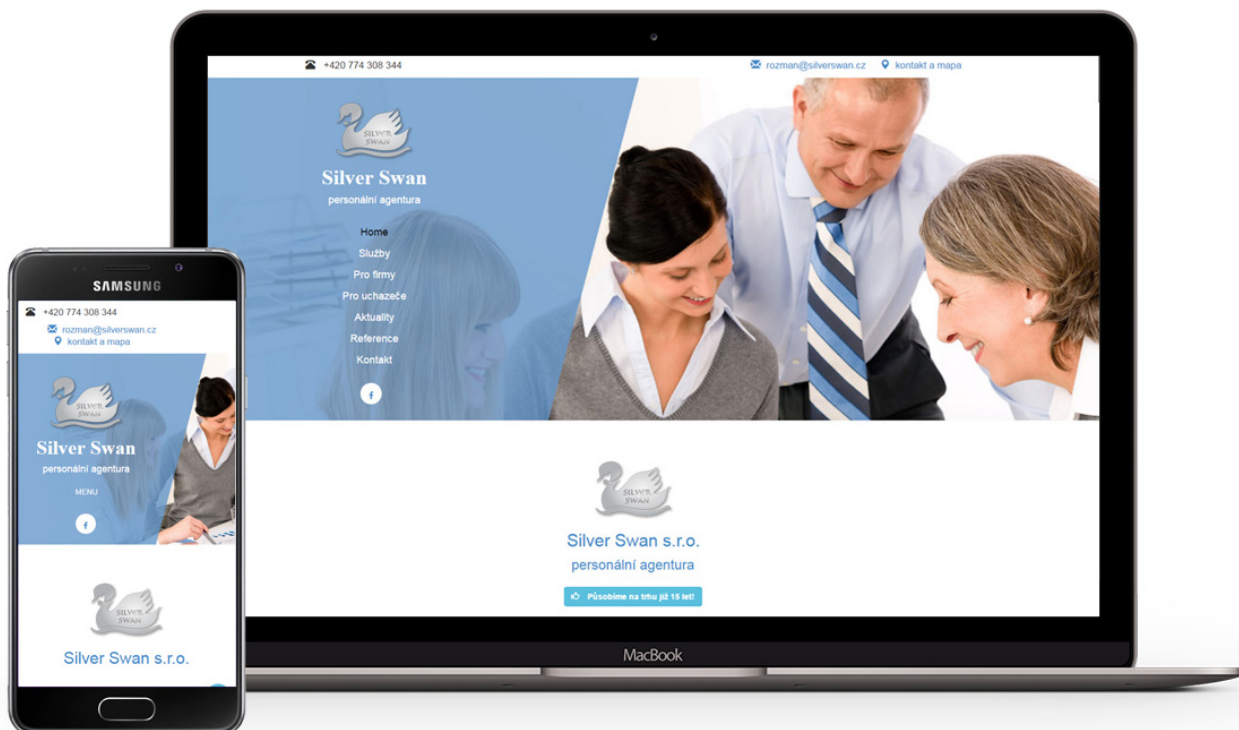 +420 774 308 344
rozman@silverswan.cz
kontakt a mapa
SILVER
SWAN
Silver Swan
personální agentura
Home
Služby
Pro firmy
Pro uchazeče
Aktuality
Reference
Kontakt
SILVER
SWAN
Silver Swan s.r.o.
personální agentura
Působíme na trhu již 15 let!
MacBook
SAMSUNG
+420 774 308 344
rozman@silverswan.cz
kontakt a mapa
SILVER
SWAN
Silver Swan
personální agentura
MENU
SILVER
SWAN
Silver Swan s.r.o.